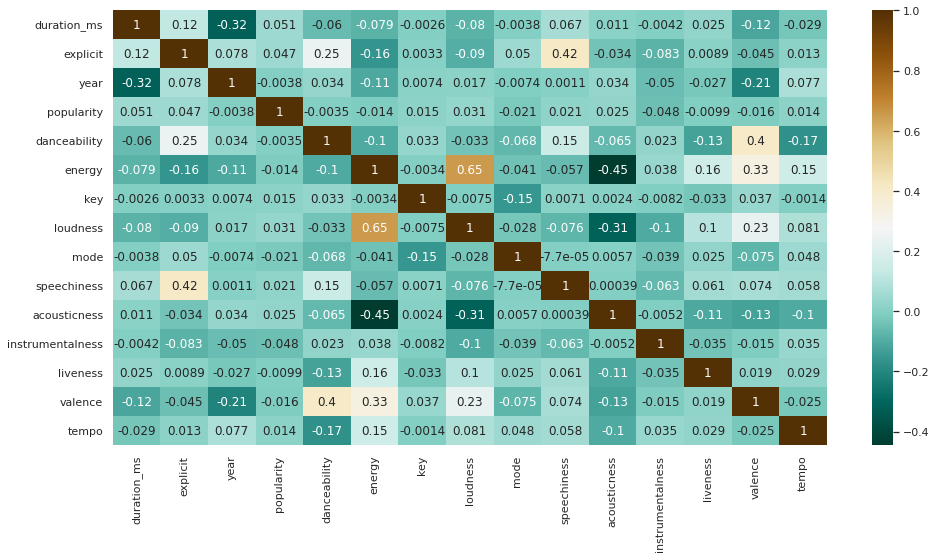 duration_ms 1 0.12 -0.32 0.051 -0.06 -0.079 -0.0026 -0.08 -0.0038 0.067 0.011 -0.0042 0.025 -0.12 -0.029
explicit 0.12 1 0.078 0.047 0.25 -0.16 0.0033 -0.09 0.05 0.42 -0.034 -0.083 0.0089 -0.045 0.013
year -0.32 0.078 1 -0.0038 0.034 -0.11 0.0074 0.017 -0.0074 0.0011 0.034 -0.05 -0.027 -0.21 0.077
popularity 0.051 0.047 -0.0038 1 -0.0035 -0.014 0.015 0.031 -0.021 0.021 0.025 -0.048 -0.0099 -0.016 0.014
danceability -0.06 0.25 0.034 -0.0035 1 -0.1 0.033 -0.033 -0.068 0.15 -0.065 0.023 -0.13 0.4 -0.17
energy -0.079 -0.16 -0.11 -0.014 -0.1 1 -0.0034 0.65 -0.041 -0.057 -0.45 0.038 0.16 0.33 0.15
key -0.0026 0.0033 0.0074 0.015 0.033 -0.0034 1 -0.0075 -0.15 0.0071 0.0024 -0.0082 -0.033 0.037 -0.0014
loudness -0.08 -0.09 0.017 0.031 -0.033 0.65 -0.0075 1 -0.028 -0.076 -0.31 -0.1 0.1 0.23 0.081
mode -0.0038 0.05 -0.0074 -0.021 -0.068 -0.041 -0.15 -0.028 1 -7.7e-05 0.0057 -0.039 0.025 -0.075 0.048
speechiness 0.067 0.42 0.0011 0.021 0.15 -0.057 0.0071 -0.076 -7.7e-05 1 0.00039 -0.063 0.061 0.074 0.058
acousticness 0.011 -0.034 0.034 0.025 -0.065 -0.45 0.0024 -0.31 0.0057 0.00039 1 -0.0052 -0.11 -0.13 -0.1
instrumentalness -0.0042 -0.083 -0.05 -0.048 0.023 0.038 -0.0082 -0.1 -0.039 -0.063 -0.0052 1 -0.035 -0.015 0.035
liveness 0.025 0.0089 -0.027 -0.0099 -0.13 0.16 -0.033 0.1 0.025 0.061 -0.11 -0.035 1 0.019 0.029
valence -0.12 -0.045 -0.21 -0.016 0.4 0.33 0.037 0.23 -0.075 0.074 -0.13 -0.015 0.019 1 -0.025
tempo -0.029 0.013 0.077 0.014 -0.17 0.15 -0.0014 0.081 0.048 0.058 -0.1 0.035 0.029 -0.025 1
duration_ms
explicit
year
popularity
danceability
energy
key
loudness
mode
speechiness
acousticness
instrumentalness
liveness
valence
tempo
1.0
0.8
0.6
0.4
0.2
0.0
−0.2
−0.4